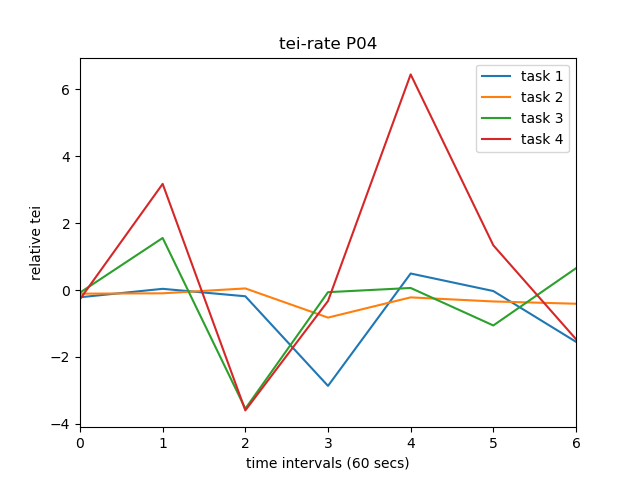 tei-rate P04
task 1
task 2
task 3
task 4
6
4
2
0
−2
−4
relative tei
0 1 2 3 4 5 6
time intervals (60 secs)